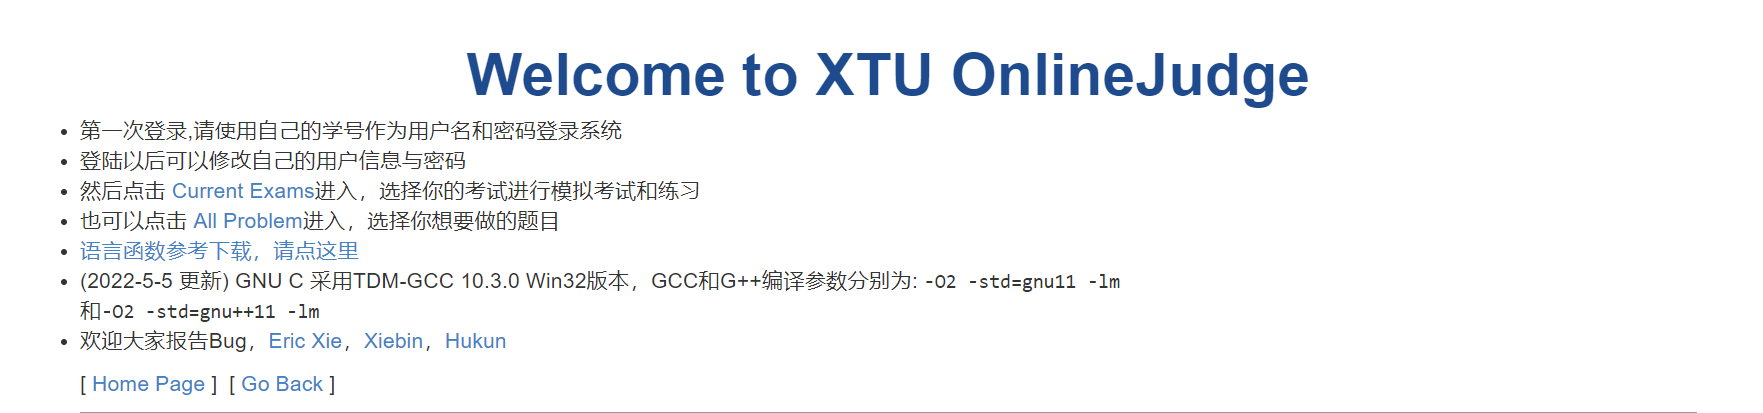 Welcome to XTU OnlineJudge
第一次登录,请使用自己的学号作为用户名和密码登录系统
登陆以后可以修改自己的用户信息与密码
然后点击 Current Exams进入，选择你的考试进行模拟考试和练习
也可以点击 All Problem进入，选择你想要做的题目
语言函数参考下载，请点这里
(2022-5-5 更新) GNU C 采用TDM-GCC 10.3.0 Win32版本，GCC和G++编译参数分别为: -O2 -std=gnu11 -lm
和-O2 -std=gnu++11 -lm
欢迎大家报告Bug，Eric Xie，Xiebin，Hukun
[ Home Page ] [ Go Back ]